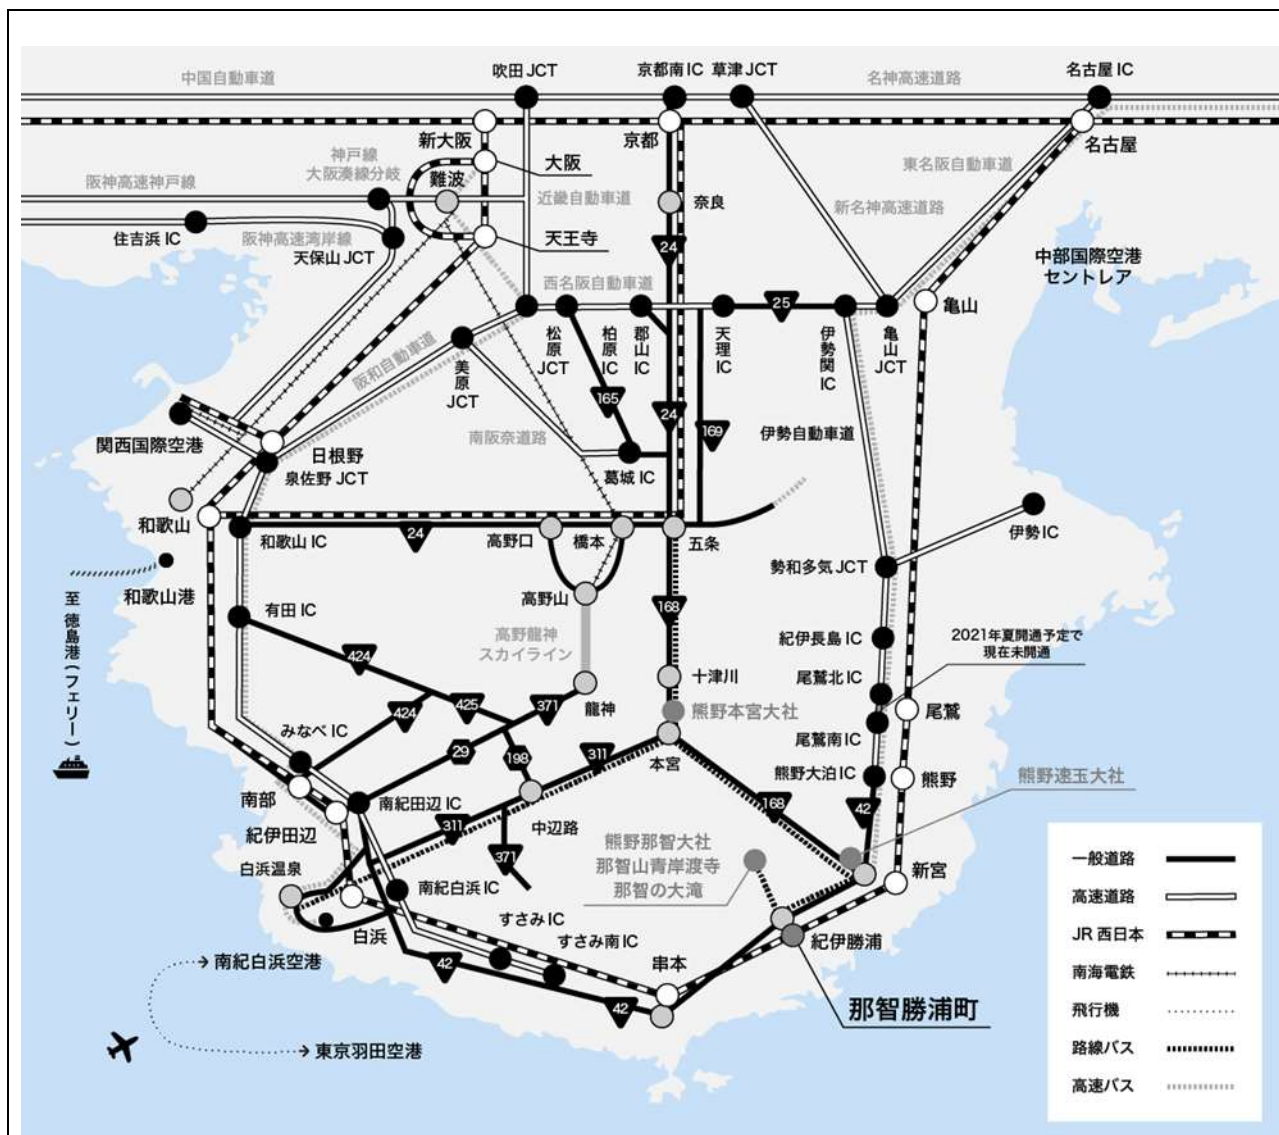 中国自動車道
吹田 JCT
京都南 IC
草津 JCT
名神高速道路
名古屋 IC
新大阪
京都
名古屋
神戸線
大阪湊線分岐
大阪
難波
東名阪自動車道
阪神高速神戸線
近畿自動車道
奈良
新名神高速道路
住吉浜 IC
阪神高速湾岸線
天保山 JCT
天王寺
24
中部国際空港
セントレア
西名阪自動車道
25
亀山
松原JCT
柏原IC
郡山IC
天理IC
伊勢関IC
亀山JCT
阪和自動車道
美原JCT
165
24
169
関西国際空港
日根野
泉佐野 JCT
南阪奈道路
葛城 IC
伊勢自動車道
和歌山
和歌山 IC
24
高野口
橋本
五条
伊勢 IC
勢和多気 JCT
和歌山港
至 徳島港(フェリー)
有田 IC
高野山
168
高野龍神
スカイライン
紀伊長島 IC
2021年夏開通予定で
現在未開通
424
十津川
尾鷲北 IC
424
425
371
龍神
熊野本宮大社
尾鷲
みなべ IC
29
198
311
本宮
尾鷲南 IC
南部
南紀田辺 IC
熊野大泊 IC
熊野
熊野速玉大社
紀伊田辺
311
中辺路
168
42
371
熊野那智大社
那智山青岸渡寺
那智の大滝
白浜温泉
南紀白浜 IC
新宮
白浜
すさみ IC
すさみ南 IC
紀伊勝浦
42
串本
42
那智勝浦町
南紀白浜空港
東京羽田空港
一般道路
高速道路
JR 西日本
南海電鉄
飛行機
路線バス
高速バス